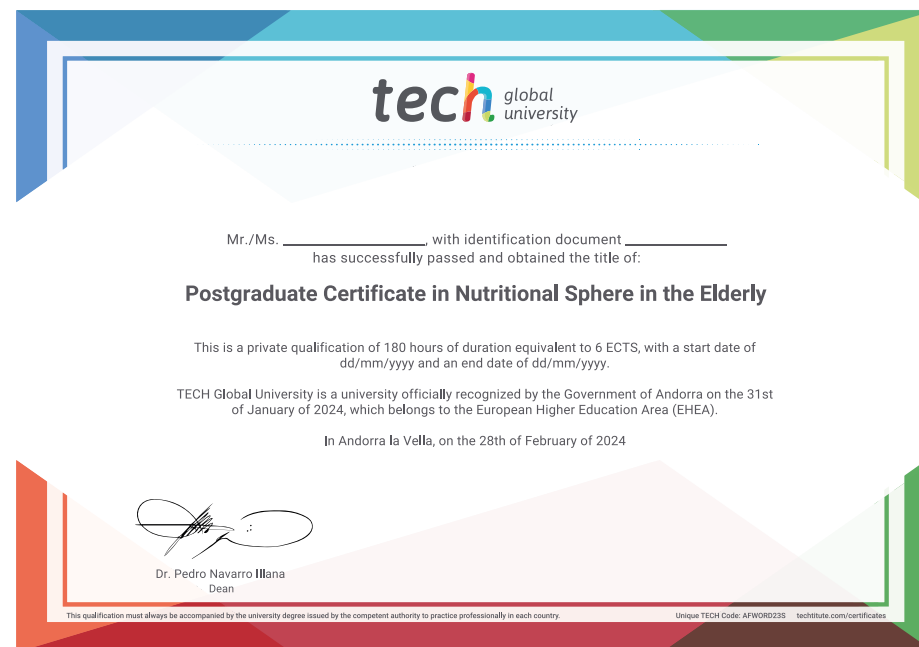 tech global university
Mr./Ms. ____________, with identification document ____________
has successfully passed and obtained the title of:
Postgraduate Certificate in Nutritional Sphere in the Elderly
This is a private qualification of 180 hours of duration equivalent to 6 ECTS, with a start date of
dd/mm/yyyy and an end date of dd/mm/yyyy.
TECH Global University is a university officially recognized by the Government of Andorra on the 31st
of January of 2024, which belongs to the European Higher Education Area (EHEA).
In Andorra la Vella, on the 28th of February of 2024
Dr. Pedro Navarro Illana
Dean
This qualification must always be accompanied by the university degree issued by the competent authority to practice professionally in each country.
Unique TECH Code: AFWORD23S techtitute.com/certificates